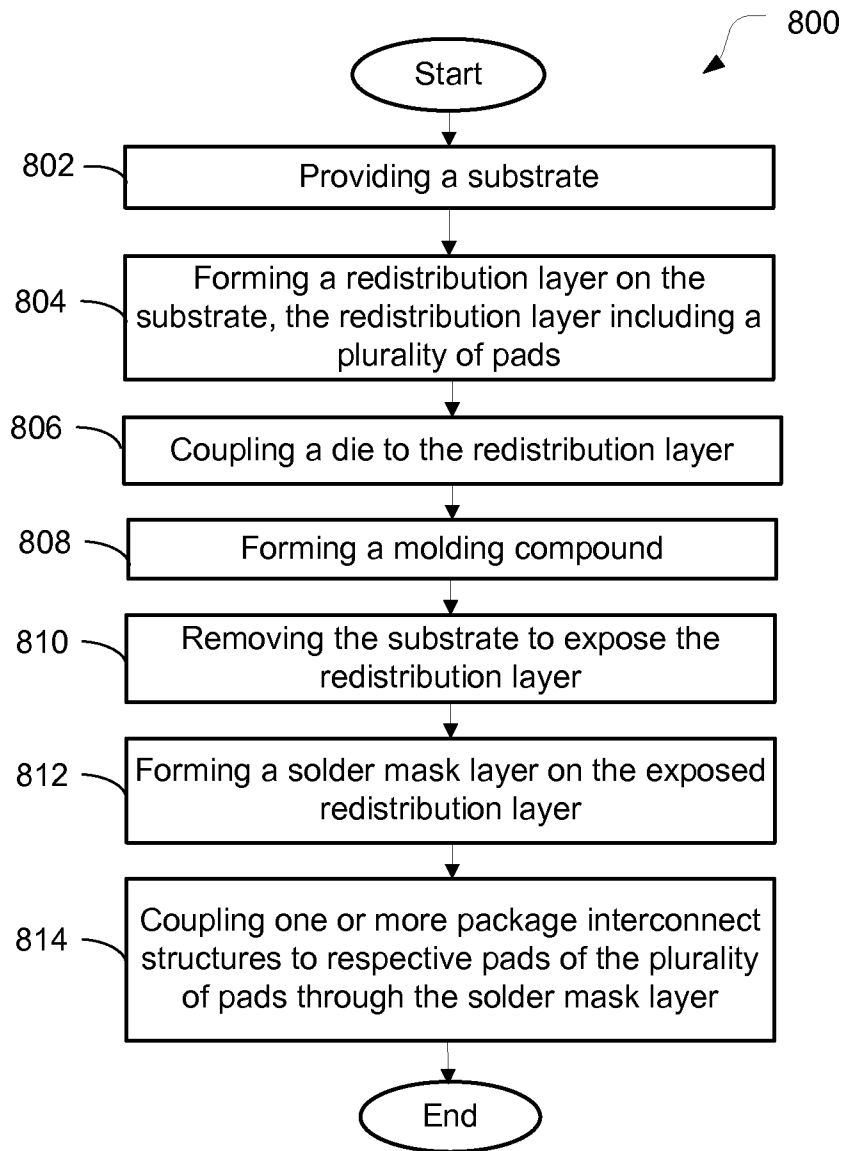 800
Start
802
Providing a substrate
804
Forming a redistribution layer on the
substrate, the redistribution layer including a
plurality of pads
806
Coupling a die to the redistribution layer
808
Forming a molding compound
810
Removing the substrate to expose the
redistribution layer
812
Forming a solder mask layer on the exposed
redistribution layer
814
Coupling one or more package interconnect
structures to respective pads of the plurality
of pads through the solder mask layer
End